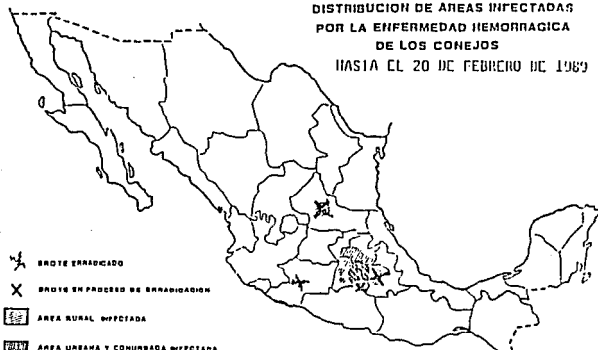 DISTRIBUCION DE AREAS INFECTADAS
POR LA ENFERMEDAD HEMORRAGICA
DE LOS CONEJOS
HASTA EL 20 DE FEBRERO DE 1989
BROTE ERRADICADO
BROTE EN PROCESO DE ERRADICACION
AREA RURAL INFECTADA
AREA URBANA Y CONURBADA INFECTADA